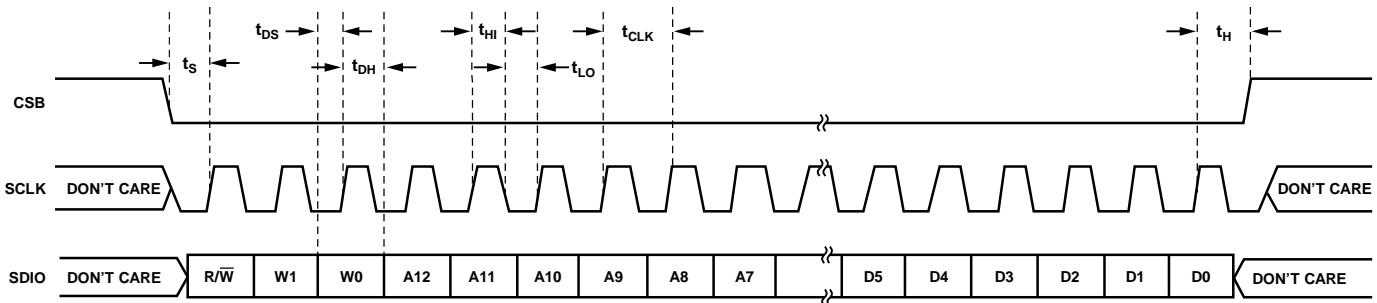 tDS
tHI
tCLK
tH
tS
tDH
tLO
CSB
SCLK DON'T CARE DON'T CARE
SDIO DON'T CARE R/W̅ W1 W0 A12 A11 A10 A9 A8 A7 D5 D4 D3 D2 D1 D0 DON'T CARE